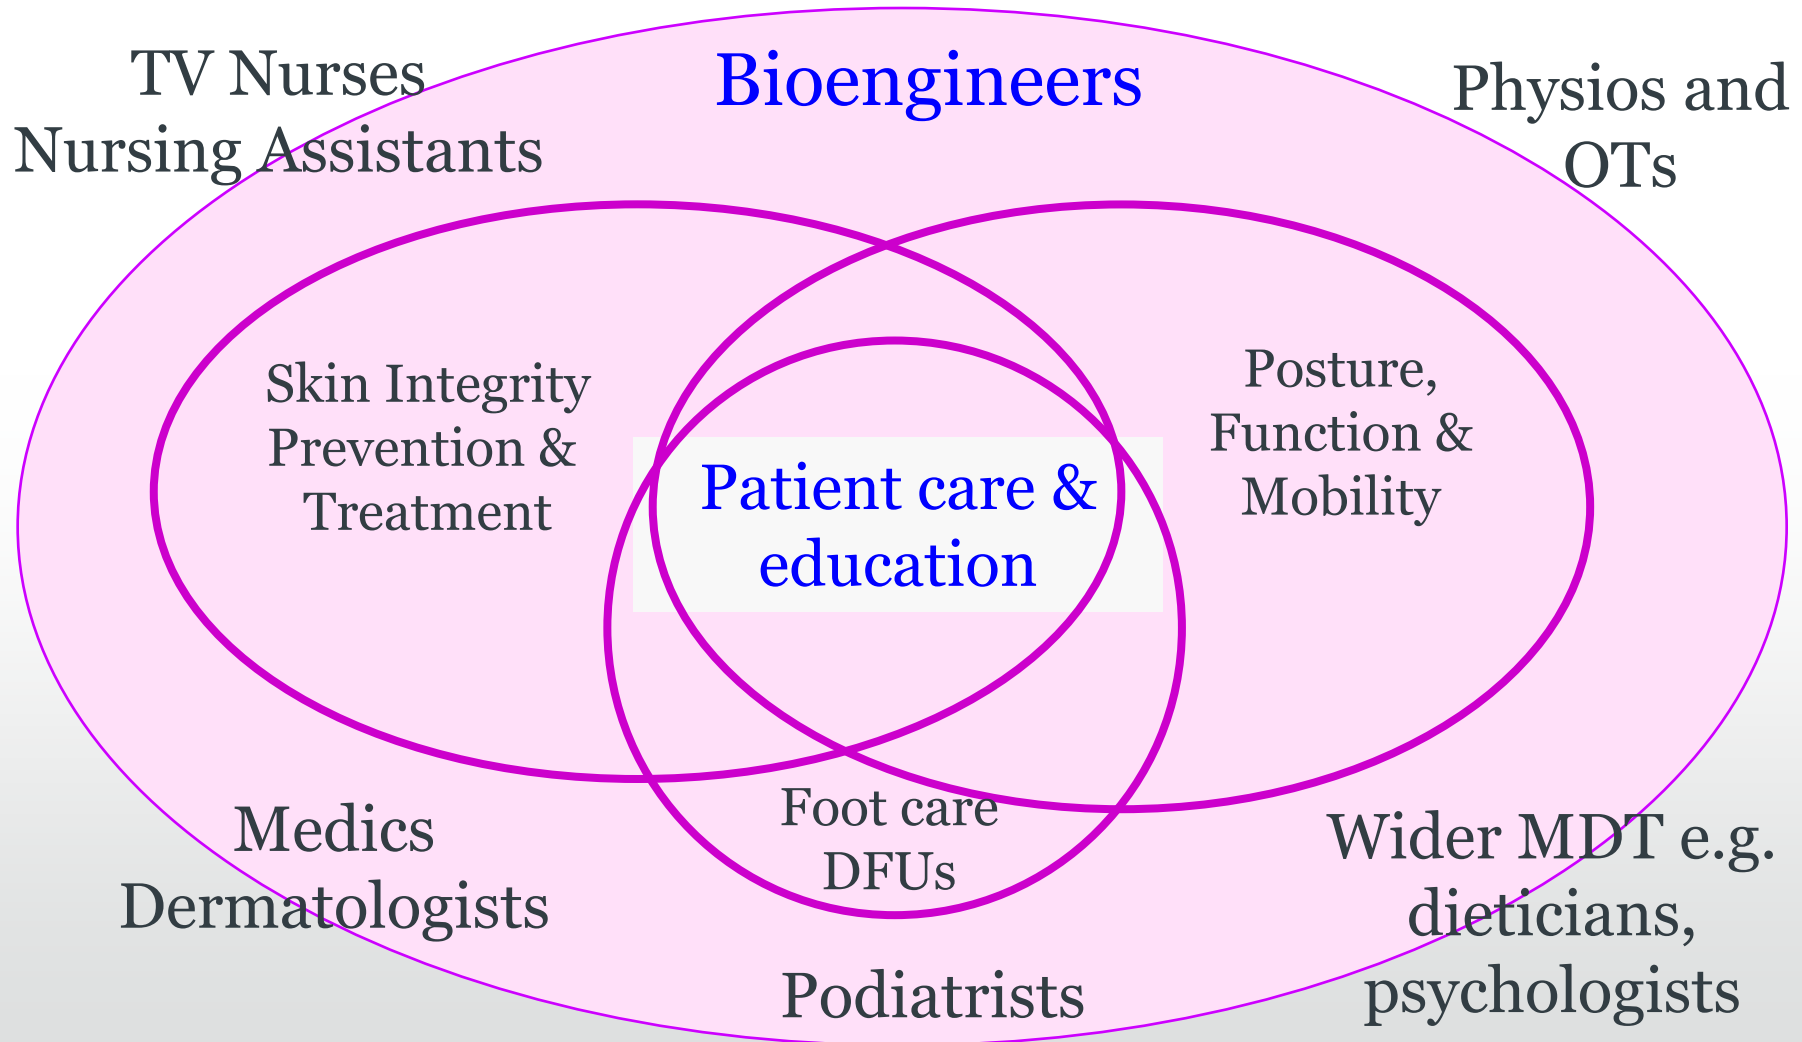 TV Nurses
Nursing Assistants
Bioengineers
Physios and
OTs
Skin Integrity
Prevention &
Treatment
Posture,
Function &
Mobility
Patient care &
education
Foot care
DFUs
Medics
Dermatologists
Podiatrists
Wider MDT e.g.
dieticians,
psychologists